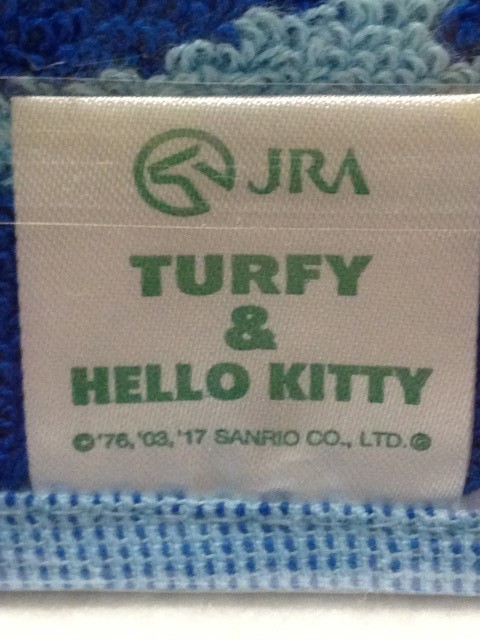 JRA
TURFY
&
HELLO KITTY
©'76,'03,'17 SANRIO CO., LTD.